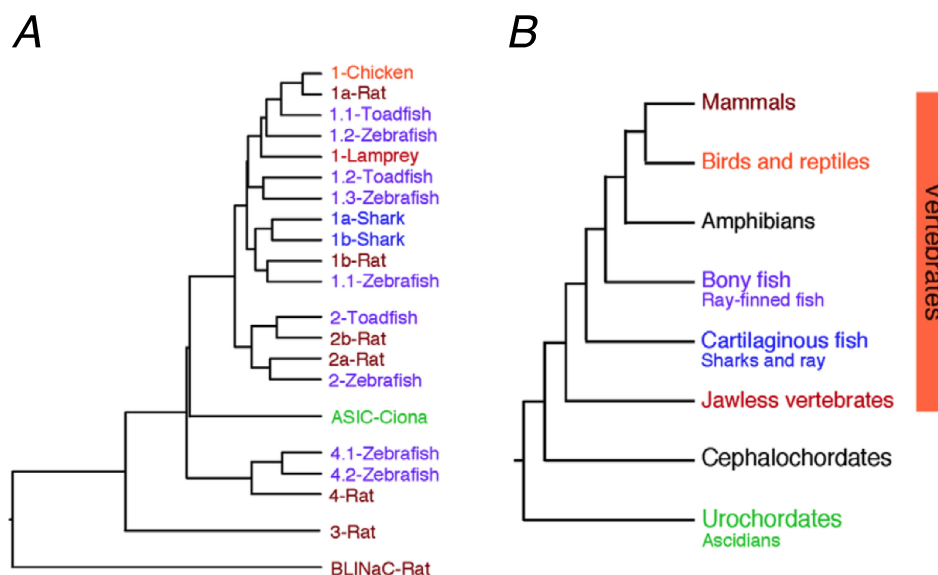 A
1-Chicken
1a-Rat
1.1-Toadfish
1.2-Zebrafish
1-Lamprey
1.2-Toadfish
1.3-Zebrafish
1a-Shark
1b-Shark
1b-Rat
1.1-Zebrafish
2-Toadfish
2b-Rat
2a-Rat
2-Zebrafish
ASIC-Ciona
4.1-Zebrafish
4.2-Zebrafish
4-Rat
3-Rat
BLINaC-Rat
B
Mammals
Birds and reptiles
Amphibians
Bony fish
Ray-finned fish
Cartilaginous fish
Sharks and ray
Jawless vertebrates
Cephalochordates
Urochordates
Ascidians
Vertebrates